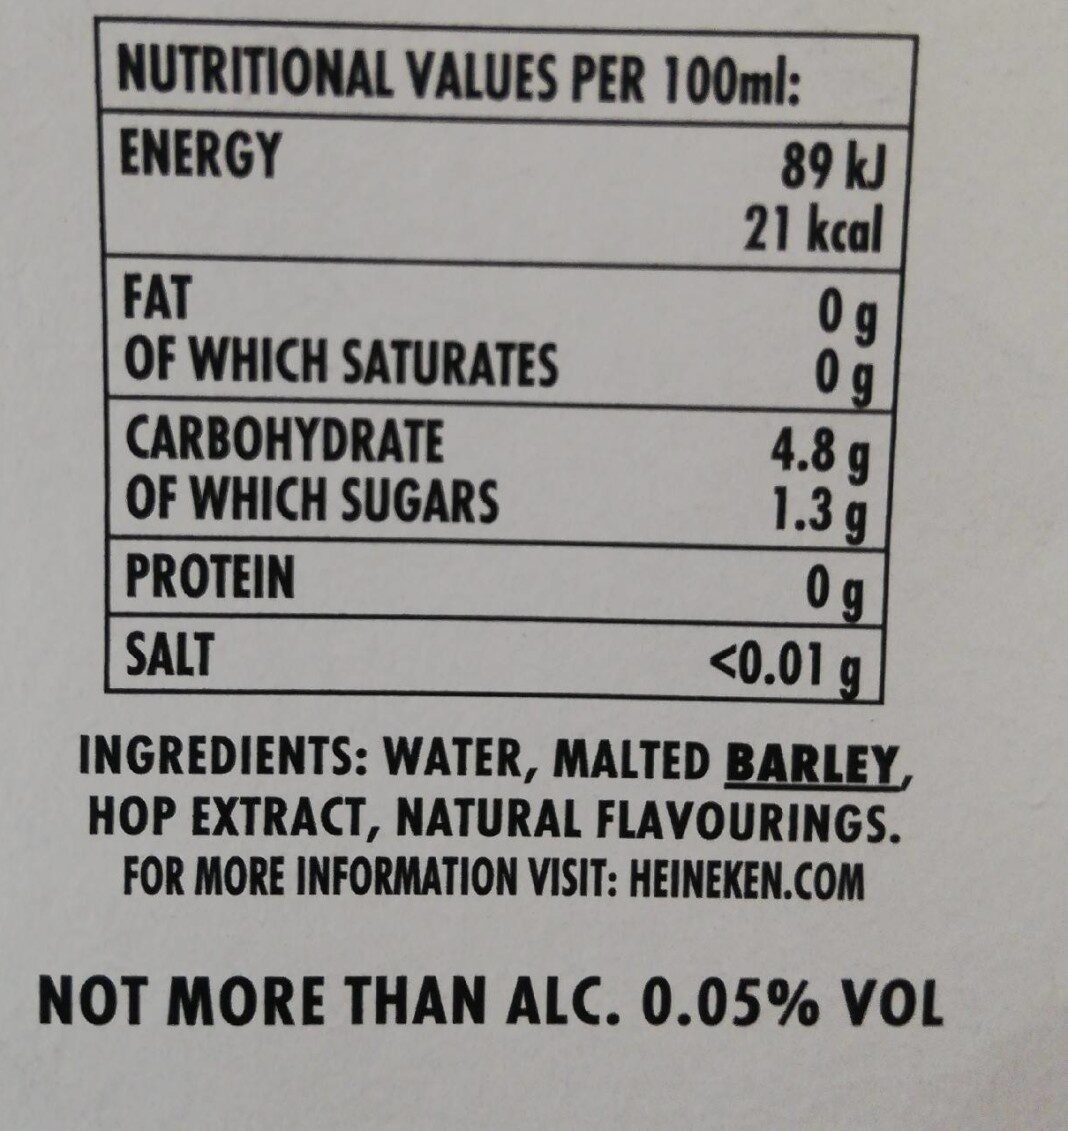 NUTRITIONAL VALUES PER 100ml:
ENERGY 89 kJ
21 kcal
FAT 0 g
OF WHICH SATURATES 0 g
CARBOHYDRATE 4.8 g
OF WHICH SUGARS 1.3 g
PROTEIN 0 g
SALT <0.01 g
INGREDIENTS: WATER, MALTED BARLEY,
HOP EXTRACT, NATURAL FLAVOURINGS.
FOR MORE INFORMATION VISIT: HEINEKEN.COM
NOT MORE THAN ALC. 0.05% VOL